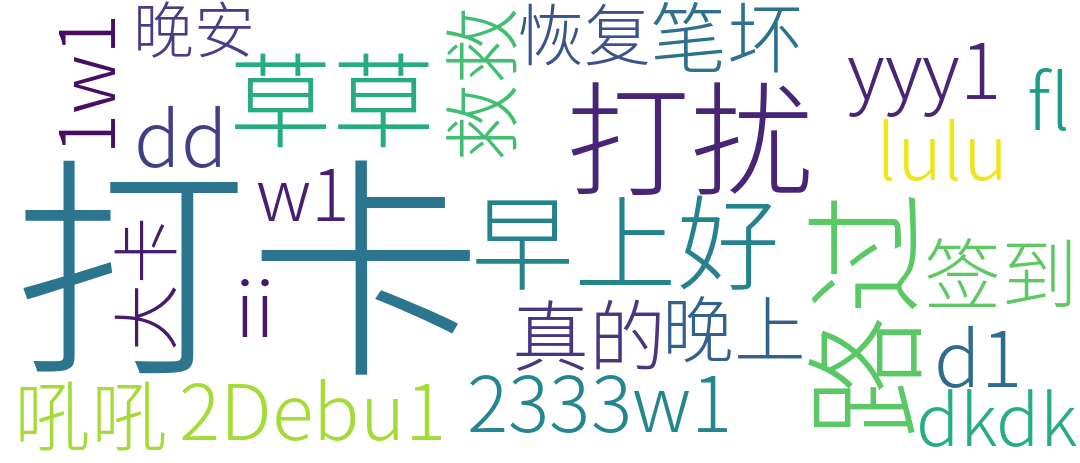 1w1
晚安
草草
救救
恢复
笔坏
yyy1
fl
dd
打扰
lulu
打卡
w1
早上好
路过
签到
大卡
ii
真的
晚上
d1
吼吼
2Debu1
2333w1
dkdk